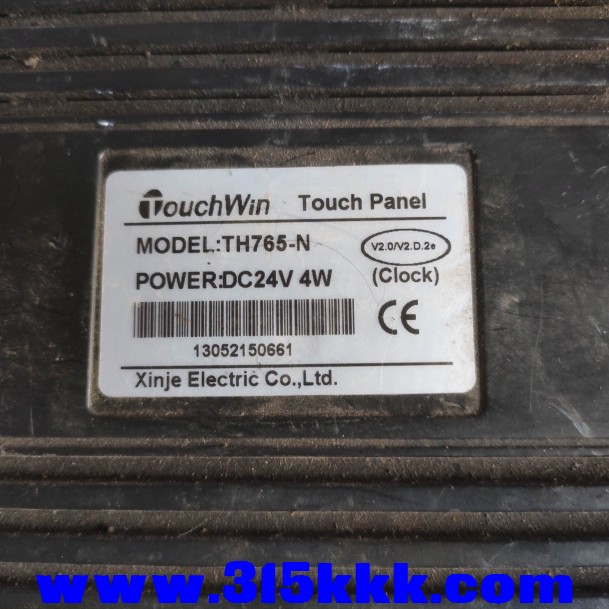 TouchWin Touch Panel
MODEL:TH765-N V2.0/V2.D.2e
POWER:DC24V 4W (Clock)
CE
13052150661
Xinje Electric Co.,Ltd.
www.315kkk.com